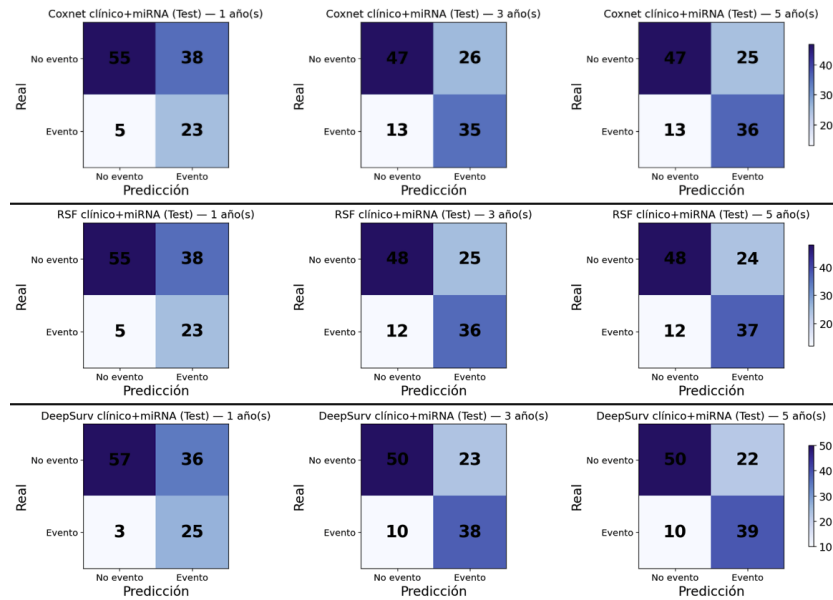 Coxnet clínico+miRNA (Test) — 1 año(s)
Coxnet clínico+miRNA (Test) — 3 año(s)
Coxnet clínico+miRNA (Test) — 5 año(s)
Real
No evento
55
38
Evento
5
23
No evento
Evento
Predicción
Real
No evento
47
26
Evento
13
35
No evento
Evento
Predicción
Real
No evento
47
25
Evento
13
36
No evento
Evento
Predicción
40
30
20
RSF clínico+miRNA (Test) — 1 año(s)
RSF clínico+miRNA (Test) — 3 año(s)
RSF clínico+miRNA (Test) — 5 año(s)
Real
No evento
55
38
Evento
5
23
No evento
Evento
Predicción
Real
No evento
48
25
Evento
12
36
No evento
Evento
Predicción
Real
No evento
48
24
Evento
12
37
No evento
Evento
Predicción
40
30
20
DeepSurv clínico+miRNA (Test) — 1 año(s)
DeepSurv clínico+miRNA (Test) — 3 año(s)
DeepSurv clínico+miRNA (Test) — 5 año(s)
Real
No evento
57
36
Evento
3
25
No evento
Evento
Predicción
Real
No evento
50
23
Evento
10
38
No evento
Evento
Predicción
Real
No evento
50
22
Evento
10
39
No evento
Evento
Predicción
50
40
30
20
10